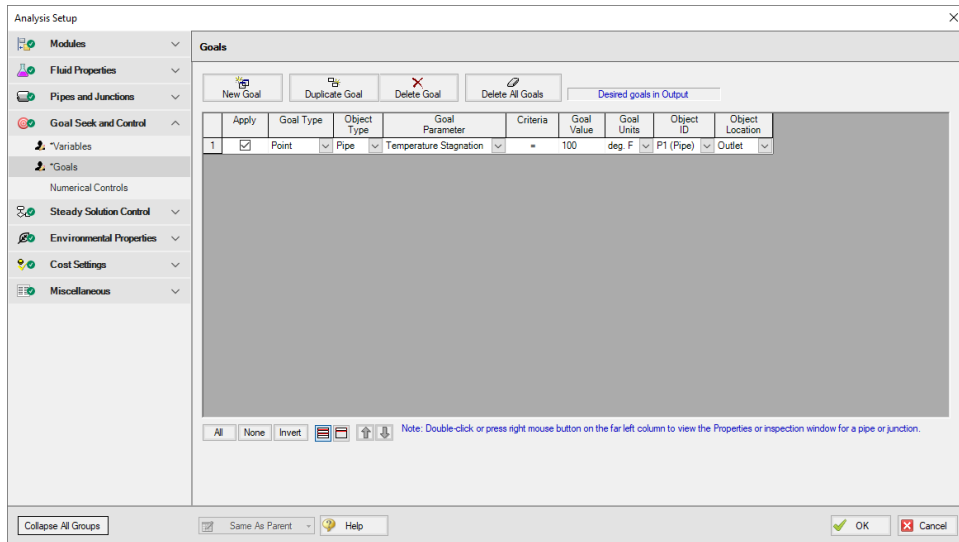 Analysis Setup
Modules
Fluid Properties
Pipes and Junctions
Goal Seek and Control
*Variables
*Goals
Numerical Controls
Steady Solution Control
Environmental Properties
Cost Settings
Miscellaneous
Goals
New Goal Duplicate Goal Delete Goal Delete All Goals Desired goals in Output
Apply Goal Type Object Type Goal Parameter Criteria Goal Value Goal Units Object ID Object Location
1 Point Pipe Temperature Stagnation = 100 deg. F P1 (Pipe) Outlet
All None Invert Note: Double-click or press right mouse button on the far left column to view the Properties or inspection window for a pipe or junction.
Collapse All Groups Same As Parent Help OK Cancel